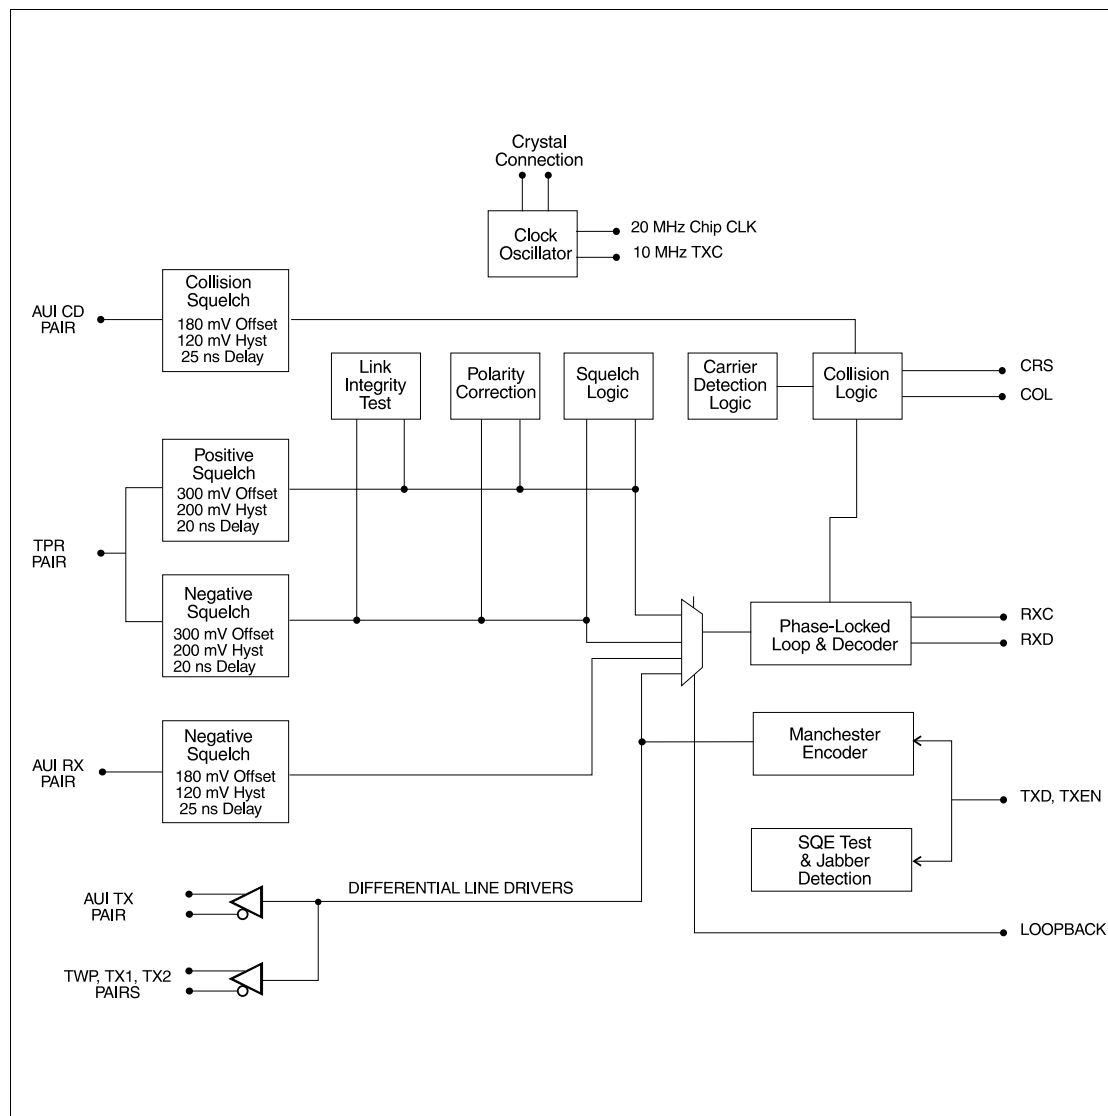 Crystal
Connection
Clock
Oscillator
20 MHz Chip CLK
10 MHz TXC
AUI CD
PAIR
Collision
Squelch
180 mV Offset
120 mV Hyst
25 ns Delay
Link
Integrity
Test
Polarity
Correction
Squelch
Logic
Carrier
Detection
Logic
Collision
Logic
CRS
COL
TPR
PAIR
Positive
Squelch
300 mV Offset
200 mV Hyst
20 ns Delay
Negative
Squelch
300 mV Offset
200 mV Hyst
20 ns Delay
Phase-Locked
Loop & Decoder
RXC
RXD
AUI RX
PAIR
Negative
Squelch
180 mV Offset
120 mV Hyst
25 ns Delay
Manchester
Encoder
TXD, TXEN
SQE Test
& Jabber
Detection
LOOPBACK
DIFFERENTIAL LINE DRIVERS
AUI TX
PAIR
TWP, TX1, TX2
PAIRS